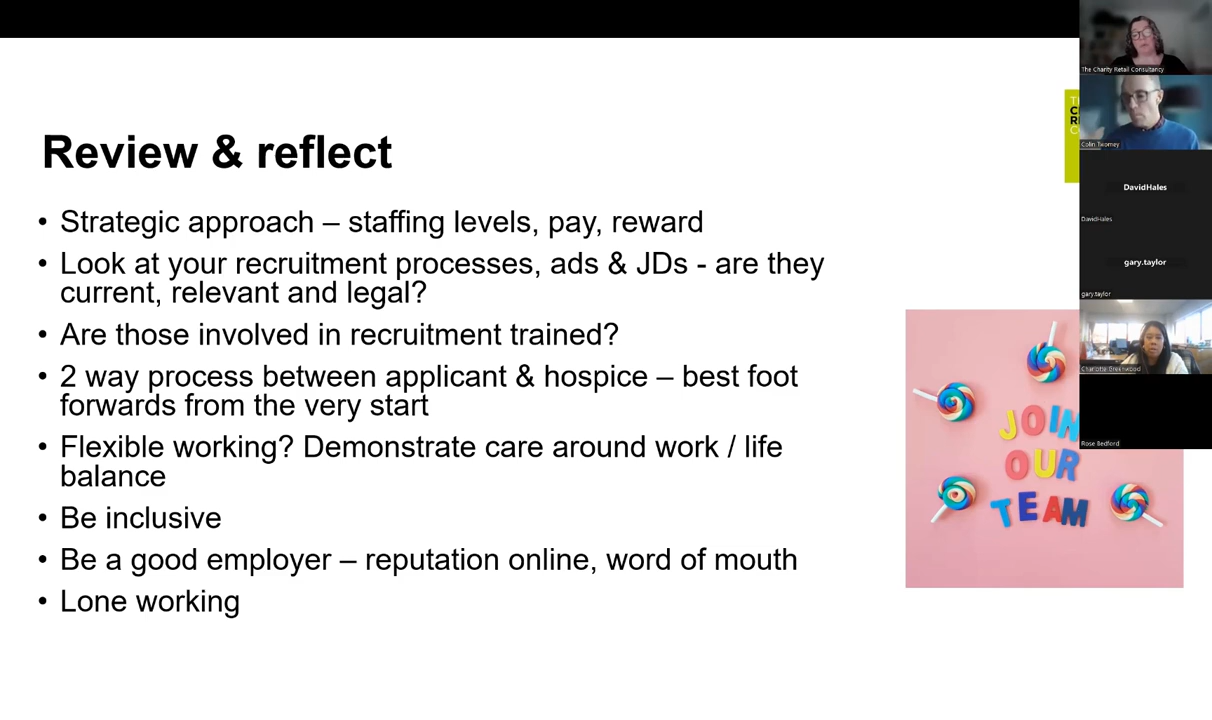 Review & reflect
• Strategic approach – staffing levels, pay, reward
• Look at your recruitment processes, ads & JDs - are they
current, relevant and legal?
• Are those involved in recruitment trained?
• 2 way process between applicant & hospice – best foot
forwards from the very start
• Flexible working? Demonstrate care around work / life
balance
• Be inclusive
• Be a good employer – reputation online, word of mouth
• Lone working
JOIN
OUR
TEAM
The Charity Retail Consultancy
Colin Twomey
DavidHales
DavidHales
gary.taylor
gary.taylor
Charlotte Greenwood
Rose Bedford